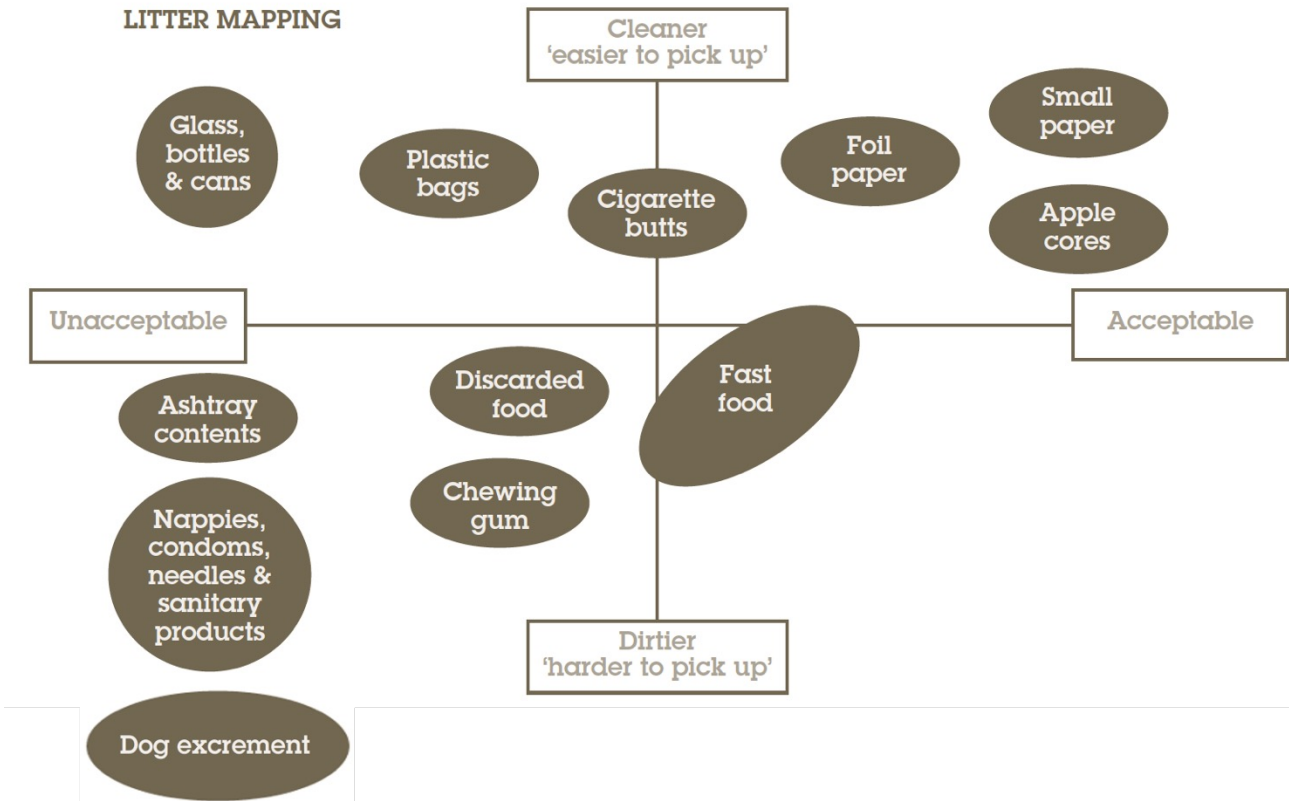 LITTER MAPPING
Cleaner
‘easier to pick up’
Glass,
bottles
& cans
Plastic
bags
Cigarette
butts
Foil
paper
Small
paper
Apple
cores
Unacceptable
Acceptable
Ashtray
contents
Discarded
food
Fast
food
Chewing
gum
Nappies,
condoms,
needles &
sanitary
products
Dirtier
‘harder to pick up’
Dog excrement